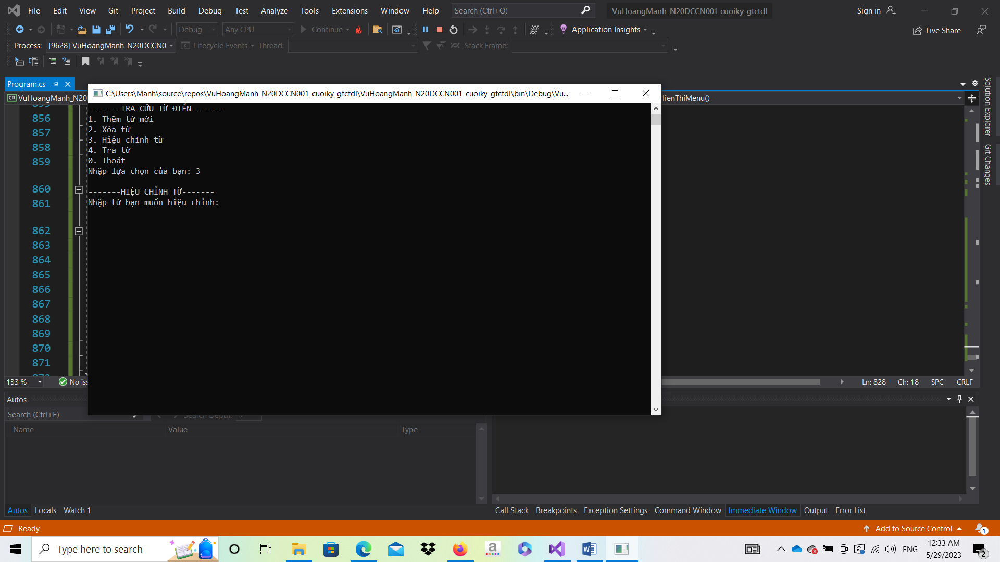 File Edit View Git Project Build Debug Test Analyze Tools Extensions Window Help Search (Ctrl+Q) VuHoangManh_N20DCCN001_cuoiky_gtctdl Sign in
Debug Any CPU Continue Application Insights Live Share
Process: [9628] VuHoangManh_N20DCCN0 Lifecycle Events Thread: Stack Frame:
Program.cs
VuHoangManh_N20 HienThiMenu()
C:\Users\Manh\source\repos\VuHoangManh_N20DCCN001_cuoiky_gtctdl\VuHoangManh_N20DCCN001_cuoiky_gtctdl\bin\Debug\Vu...
-------TRA CỨU TỪ ĐIỂN-------
1. Thêm từ mới
2. Xóa từ
3. Hiệu chỉnh từ
4. Tra từ
0. Thoát
Nhập lựa chọn của bạn: 3
-------HIỆU CHỈNH TỪ-------
Nhập từ bạn muốn hiệu chỉnh:
856
857
858
859
860
861
862
863
864
865
866
867
868
869
870
871
Solution Explorer
Git Changes
133 % No iss Ln: 828 Ch: 18 SPC CRLF
Autos
Search (Ctrl+E) Search Depth:
Name Value Type
Autos Locals Watch 1
Call Stack Breakpoints Exception Settings Command Window Immediate Window Output Error List
Ready Add to Source Control 1
Type here to search
ENG 12:33 AM
5/29/2023
2